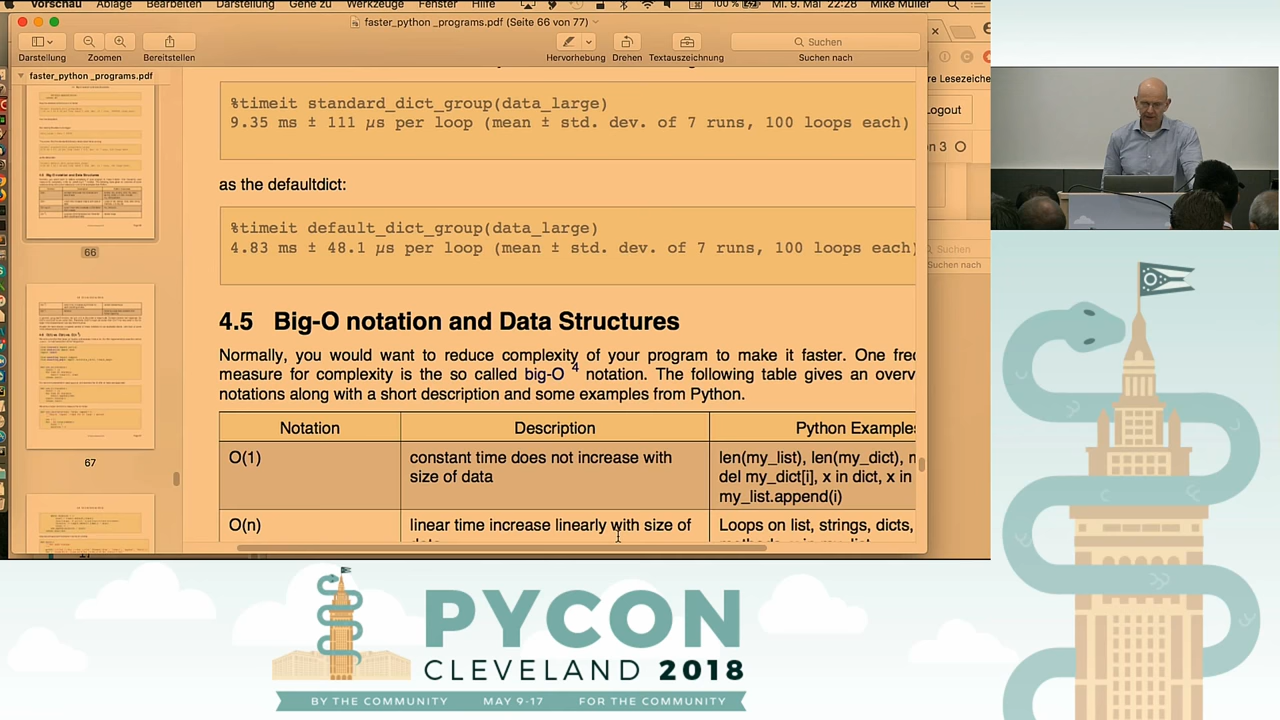 Vorschau Ablage Bearbeiten Darstellung Gehe zu Werkzeuge Fenster Hilfe 100 % Mi. 9. Mai 22:28 Mike Müller
faster_python _programs.pdf (Seite 66 von 77)
Suchen
Darstellung Zoomen Bereitstellen Hervorhebung Drehen Textauszeichnung Suchen nach
faster_python _programs.pdf
66
67
%timeit standard_dict_group(data_large)
9.35 ms ± 111 µs per loop (mean ± std. dev. of 7 runs, 100 loops each)
as the defaultdict:
%timeit default_dict_group(data_large)
4.83 ms ± 48.1 µs per loop (mean ± std. dev. of 7 runs, 100 loops each)
4.5 Big-O notation and Data Structures
Normally, you would want to reduce complexity of your program to make it faster. One
measure for complexity is the so called big-O 4 notation. The following table gives an
notations along with a short description and some examples from Python.
Notation Description Python Example
O(1) constant time does not increase with size of data len(my_list), len(my_dict),
del my_dict[i], x in dict, x in
my_list.append(i)
O(n) linear time increase linearly with size of Loops on list, strings, dicts,
re Lesezeiche
Logout
n 3
Suchen
Suchen nach
PYCON
CLEVELAND 2018
BY THE COMMUNITY MAY 9-17 FOR THE COMMUNITY